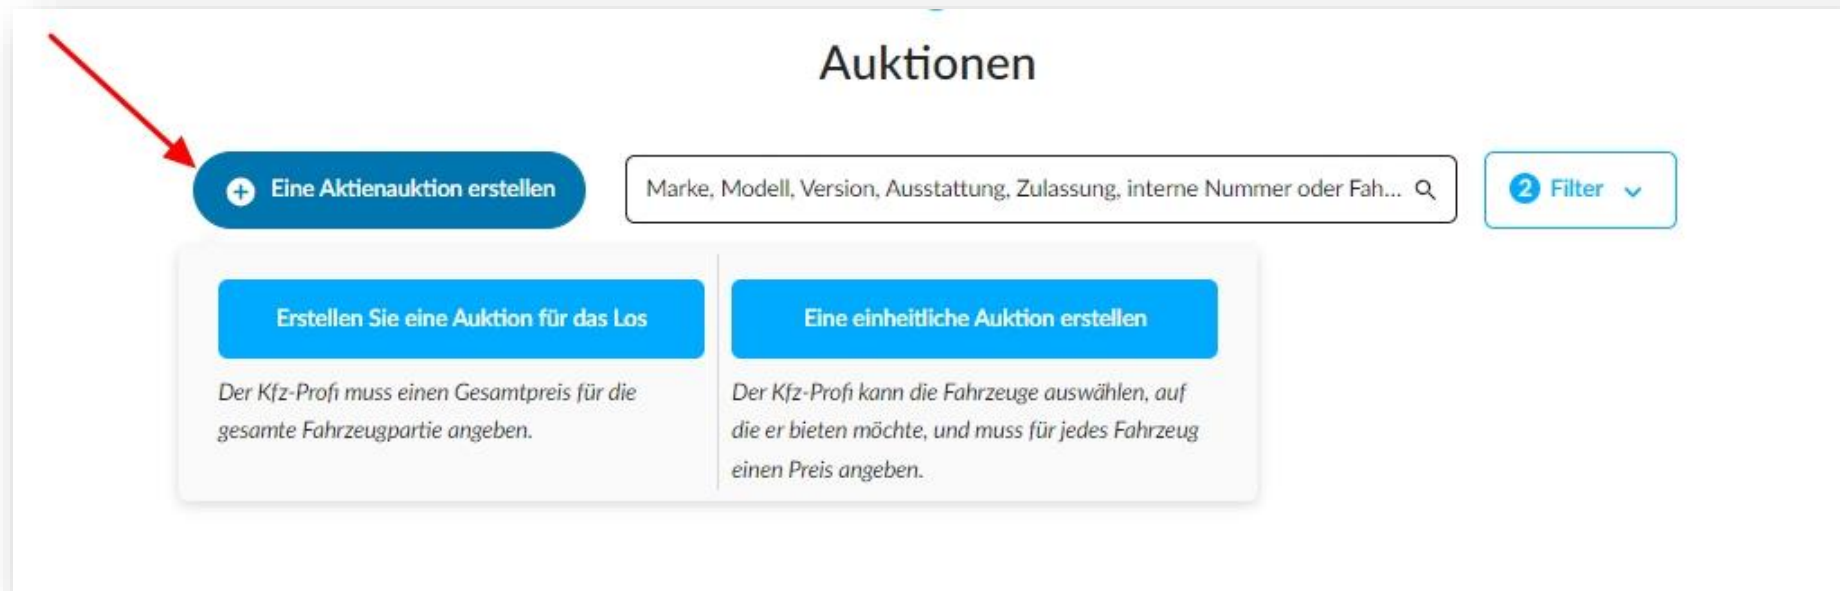 Auktionen
Eine Aktienauktion erstellen
Marke, Modell, Version, Ausstattung, Zulassung, interne Nummer oder Fah...
2 Filter
Erstellen Sie eine Auktion für das Los
Der Kfz-Profi muss einen Gesamtpreis für die
gesamte Fahrzeugpartie angeben.
Eine einheitliche Auktion erstellen
Der Kfz-Profi kann die Fahrzeuge auswählen, auf
die er bieten möchte, und muss für jedes Fahrzeug
einen Preis angeben.